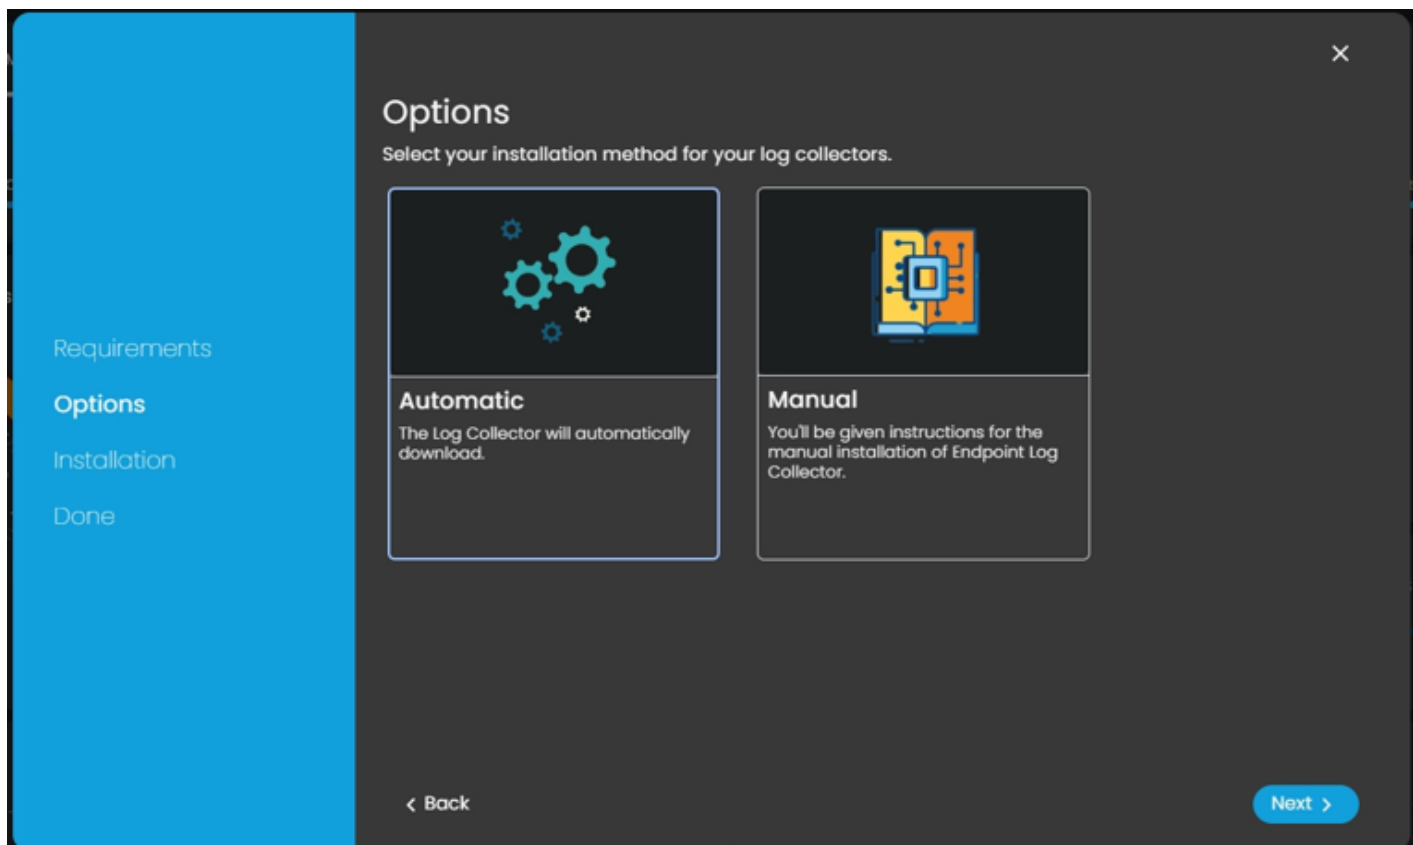 Options
Select your installation method for your log collectors.
Requirements
Options
Installation
Done
Automatic
The Log Collector will automatically
download.
Manual
You'll be given instructions for the
manual installation of Endpoint Log
Collector.
Back
Next